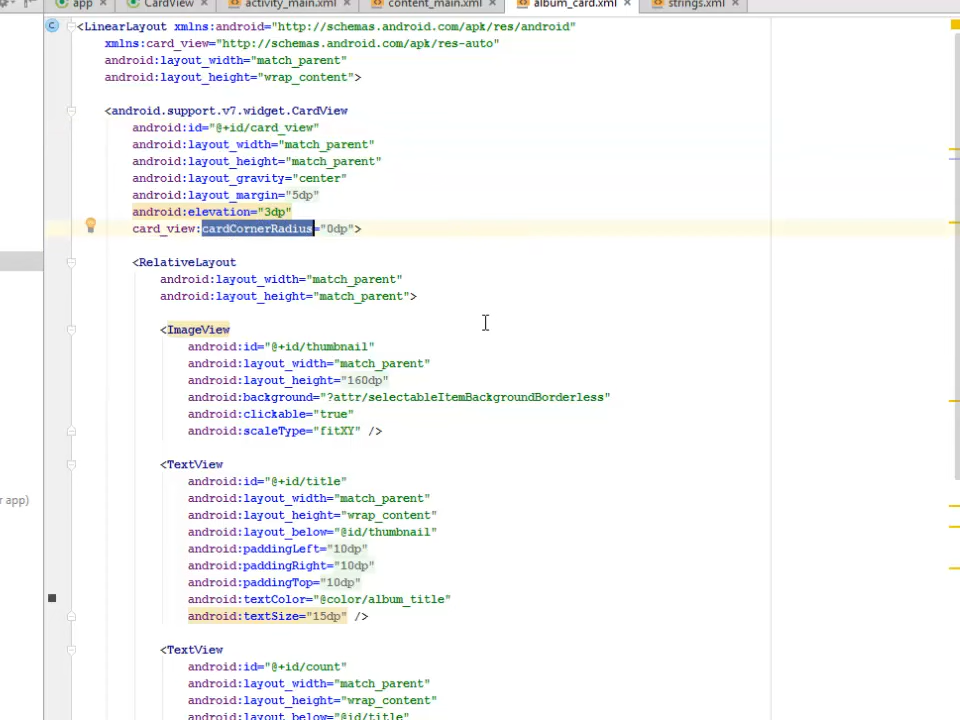 app
CardView
activity_main.xml
content_main.xml
album_card.xml
strings.xml
<LinearLayout xmlns:android="http://schemas.android.com/apk/res/android"
xmlns:card_view="http://schemas.android.com/apk/res-auto"
android:layout_width="match_parent"
android:layout_height="wrap_content">
<android.support.v7.widget.CardView
android:id="@+id/card_view"
android:layout_width="match_parent"
android:layout_height="match_parent"
android:layout_gravity="center"
android:layout_margin="5dp"
android:elevation="3dp"
card_view:cardCornerRadius="0dp">
<RelativeLayout
android:layout_width="match_parent"
android:layout_height="match_parent">
<ImageView
android:id="@+id/thumbnail"
android:layout_width="match_parent"
android:layout_height="160dp"
android:background="?attr/selectableItemBackgroundBorderless"
android:clickable="true"
android:scaleType="fitXY" />
<TextView
android:id="@+id/title"
android:layout_width="match_parent"
android:layout_height="wrap_content"
r app)
android:layout_below="@id/thumbnail"
android:paddingLeft="10dp"
android:paddingRight="10dp"
android:paddingTop="10dp"
android:textColor="@color/album_title"
android:textSize="15dp" />
<TextView
android:id="@+id/count"
android:layout_width="match_parent"
android:layout_height="wrap_content"
android:layout_below="@id/title"